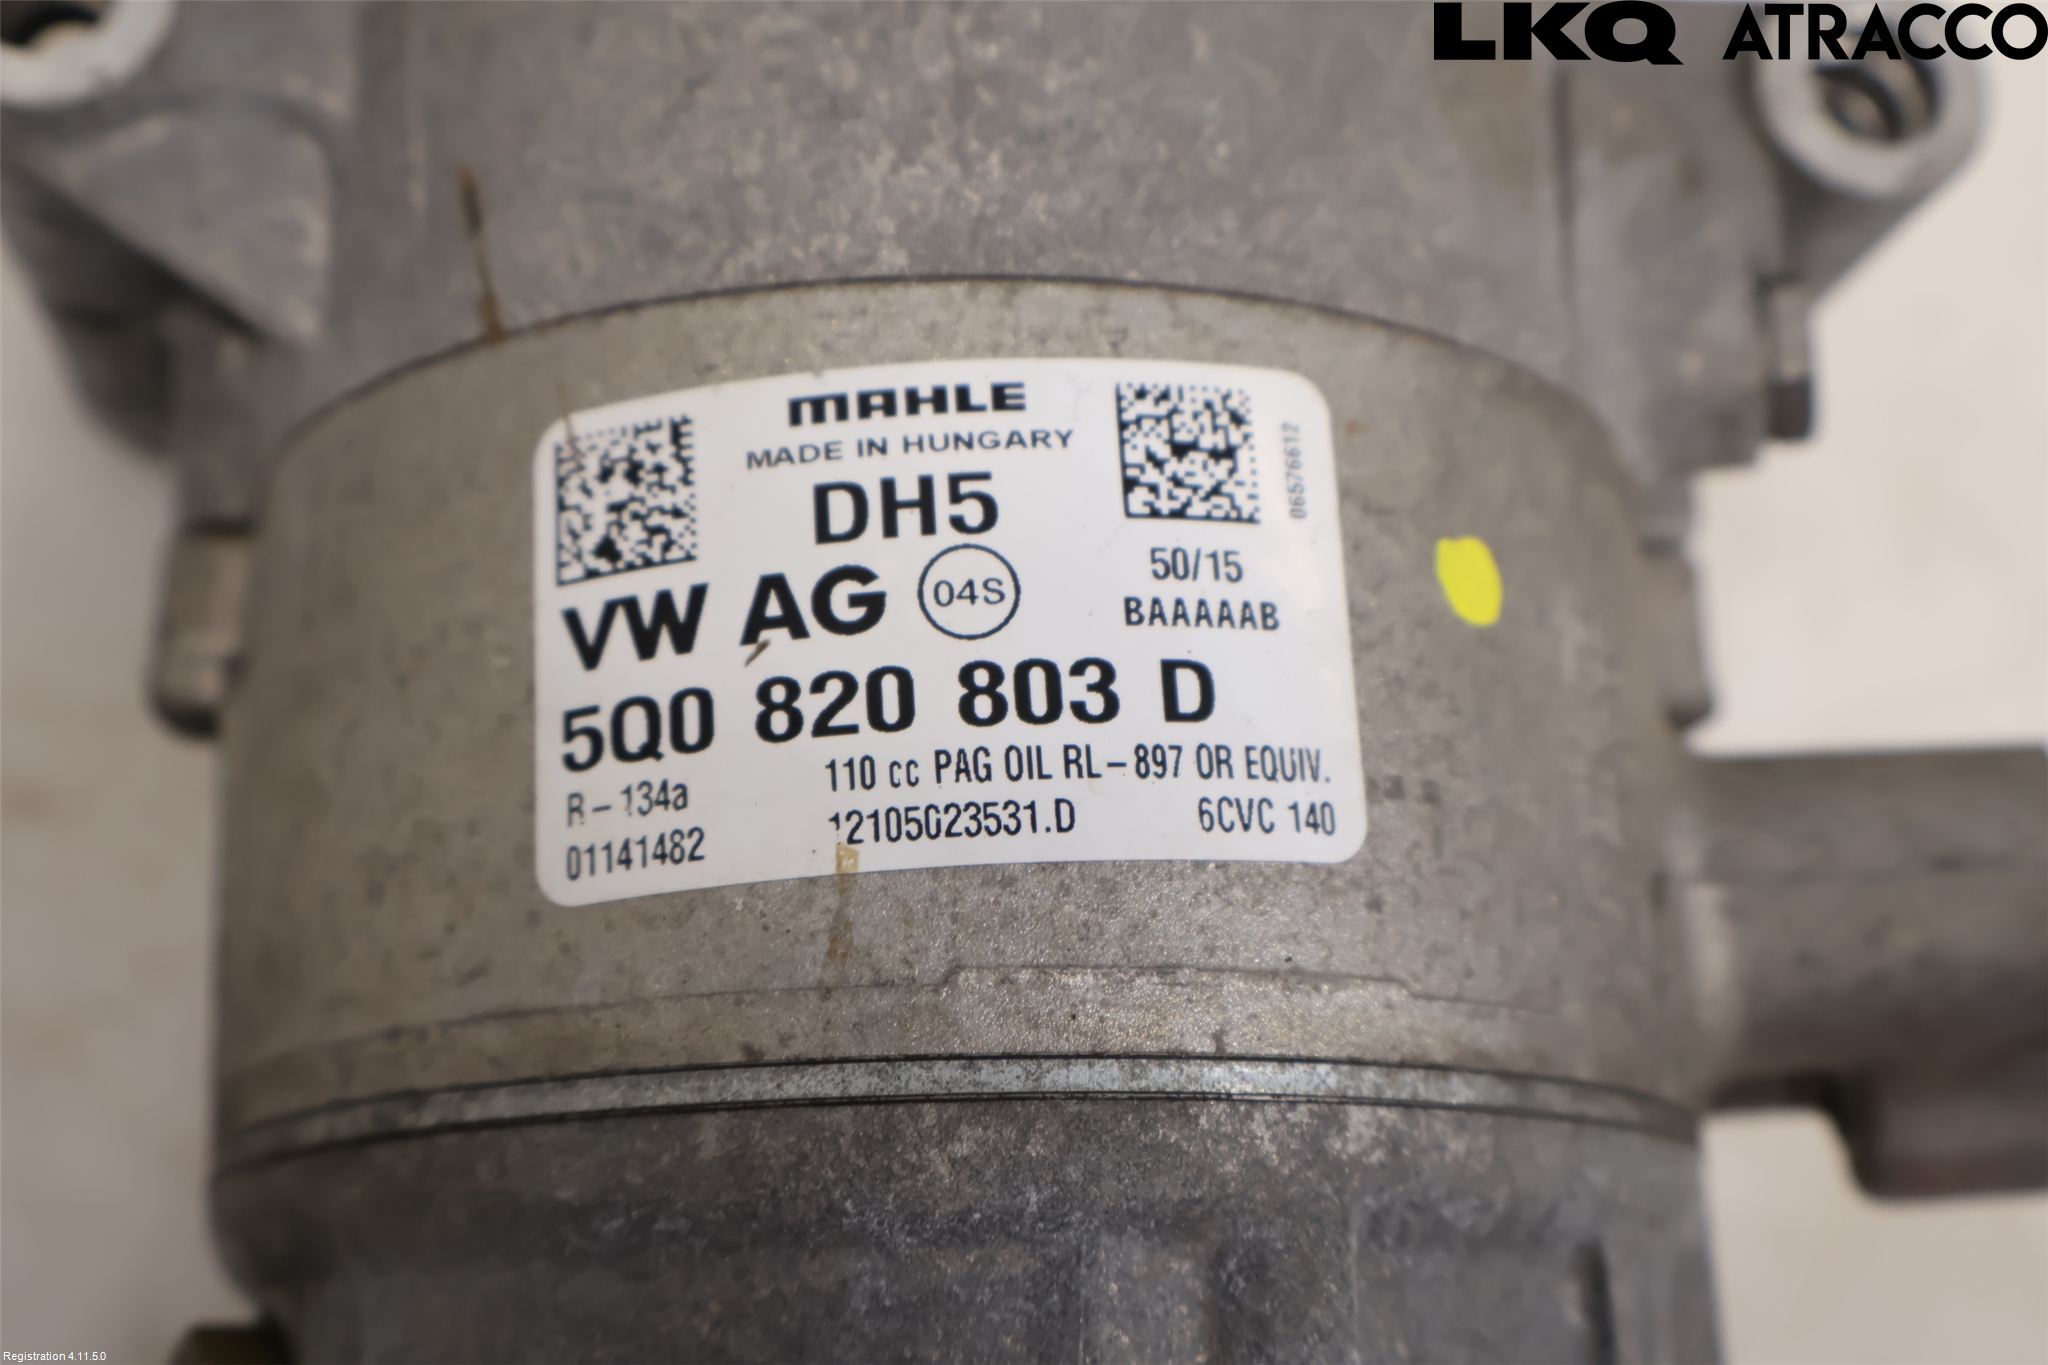 LKQ ATRACCO
MAHLE
MADE IN HUNGARY
DH5
06576612
VW AG 04S
50/15
BAAAAAB
5Q0 820 803 D
R-134a
110 cc PAG OIL RL-897 OR EQUIV.
01141482
12105023531.D
6CVC 140
Registration 4.11.5.0